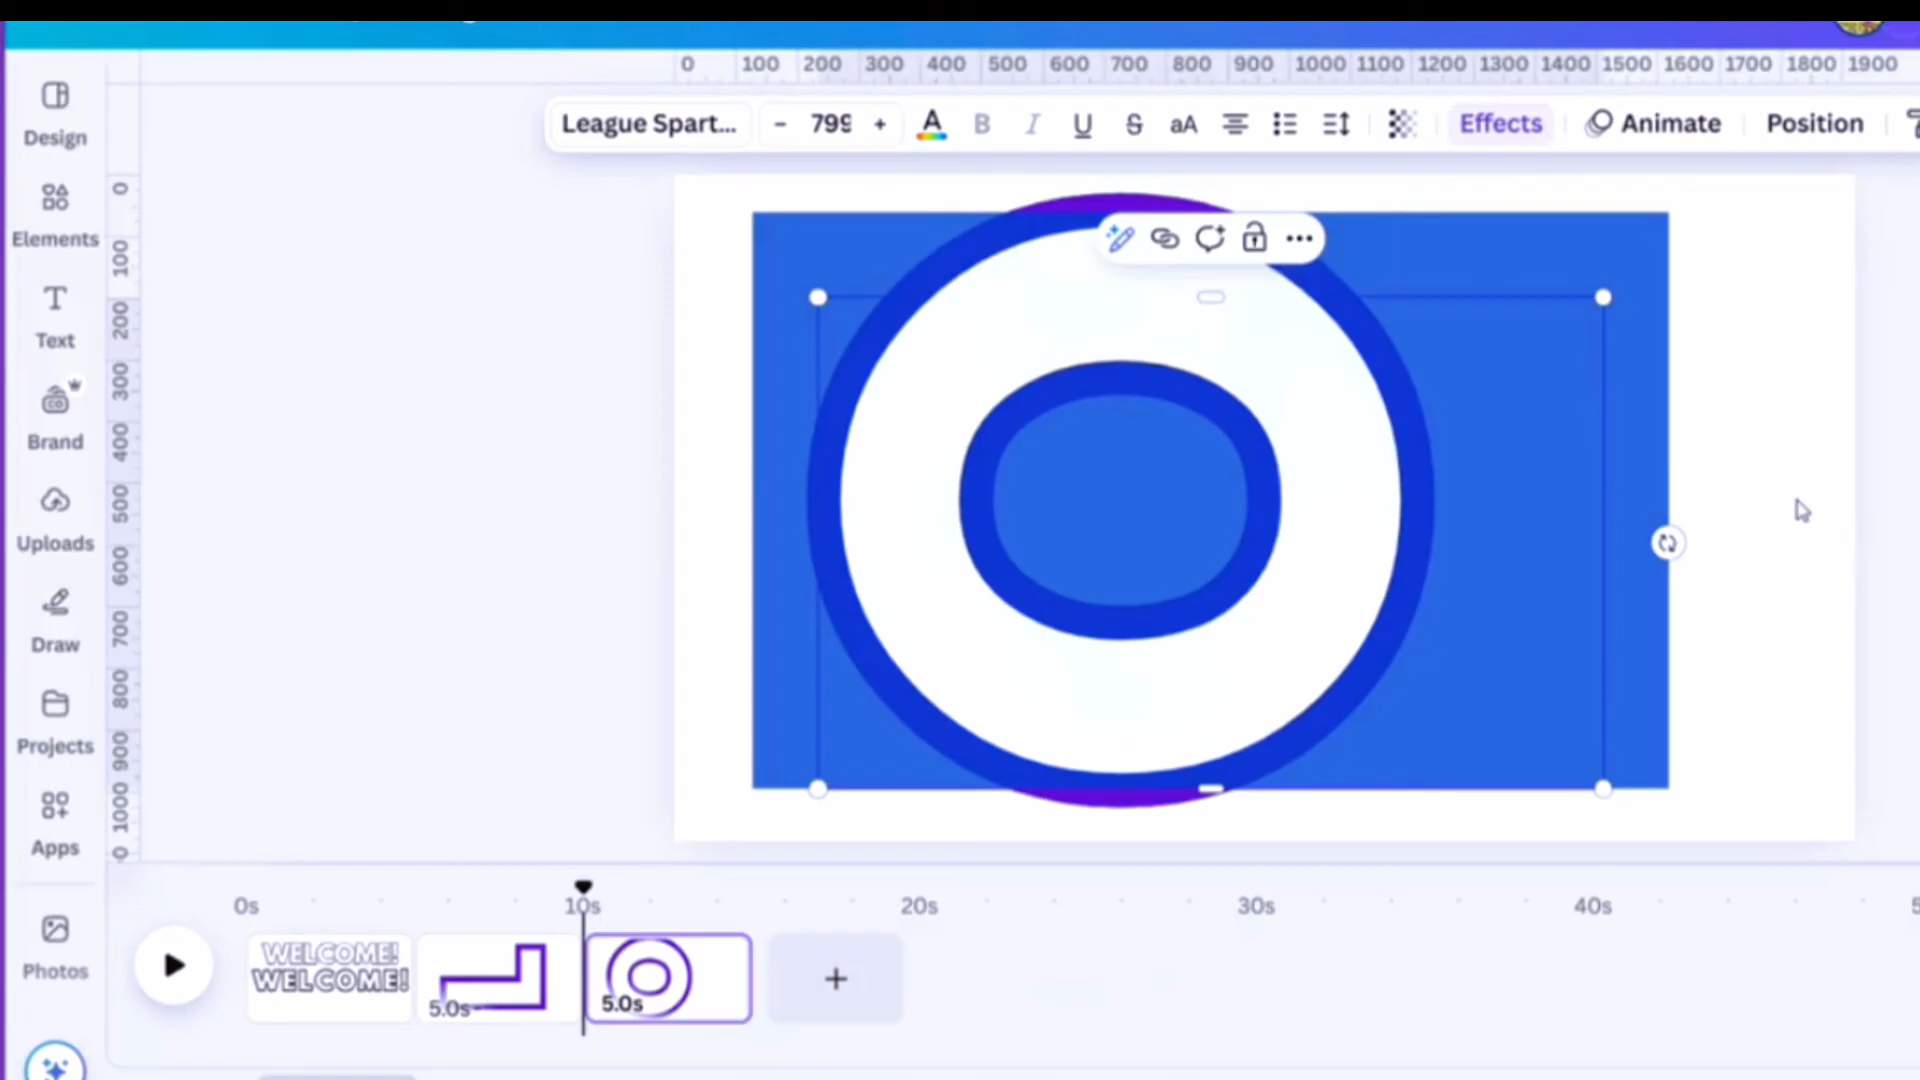 0 100 200 300 400 500 600 700 800 900 1000 1100 1200 1300 1400 1500 1600 1700 1800 1900
League Spart... − 799 + A B I U S aA Effects Animate Position
Design
Elements
Text
Brand
Uploads
Draw
Projects
Apps
Photos
0
100
200
300
400
500
600
700
800
900
1000
0
O
0s 10s 20s 30s 40s 5
WELCOME!
WELCOME!
5.0s
5.0s
+